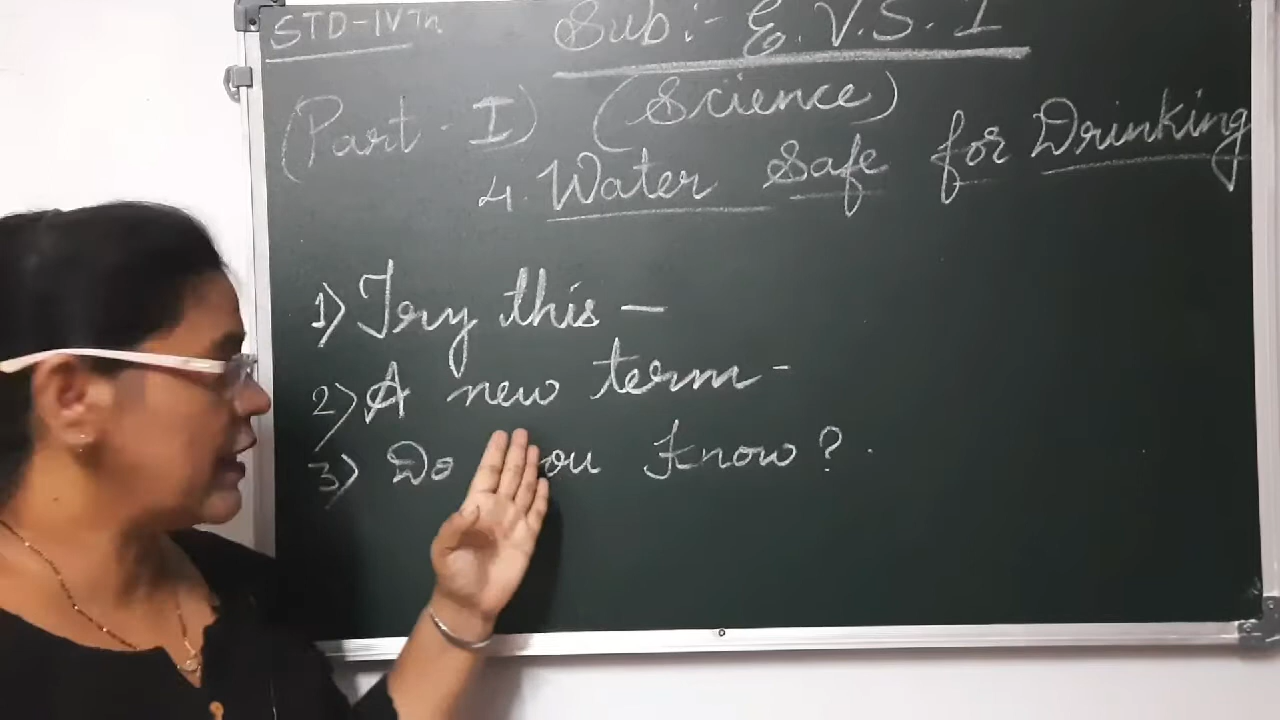 STD-IVTh Sub:- E.V.S. I
(Part - I) (Science)
4. Water Safe for Drinking
1) Try this —
2) A new term -
3) Do you know? .